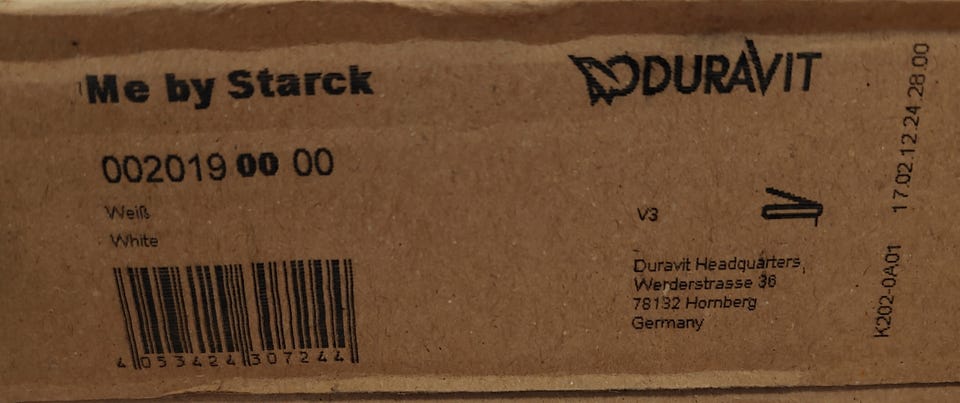 Me by Starck
DURAVIT
002019 00 00
Weiß
White
V3
Duravit Headquarters,
Werderstrasse 36
78132 Hornberg
Germany
4 053424 307244
K202-0A01 17.02.12.24.28.00